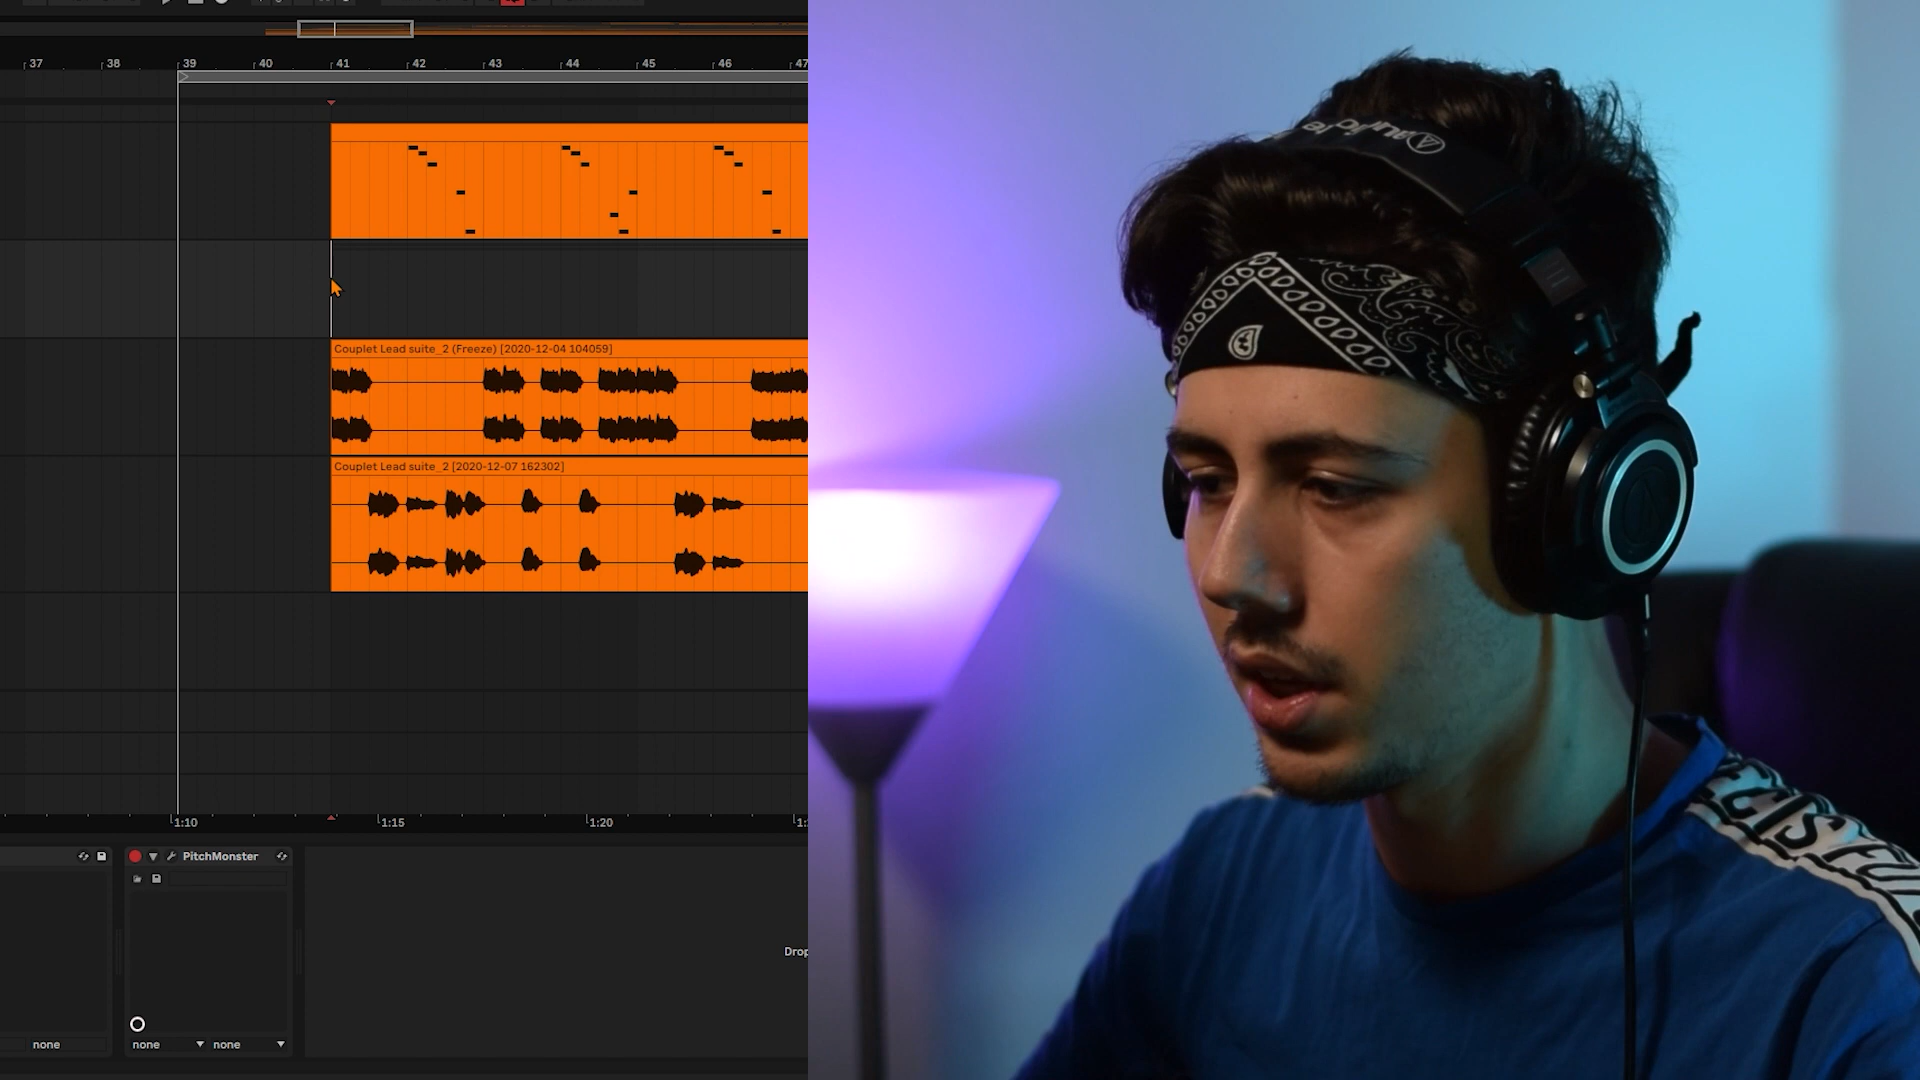 37 38 39 40 41 42 43 44 45 46 47
Couplet Lead suite_2 (Freeze) [2020-12-04 104059]
Couplet Lead suite_2 [2020-12-07 162302]
1:10 1:15 1:20
PitchMonster
Drop
none none none
audio